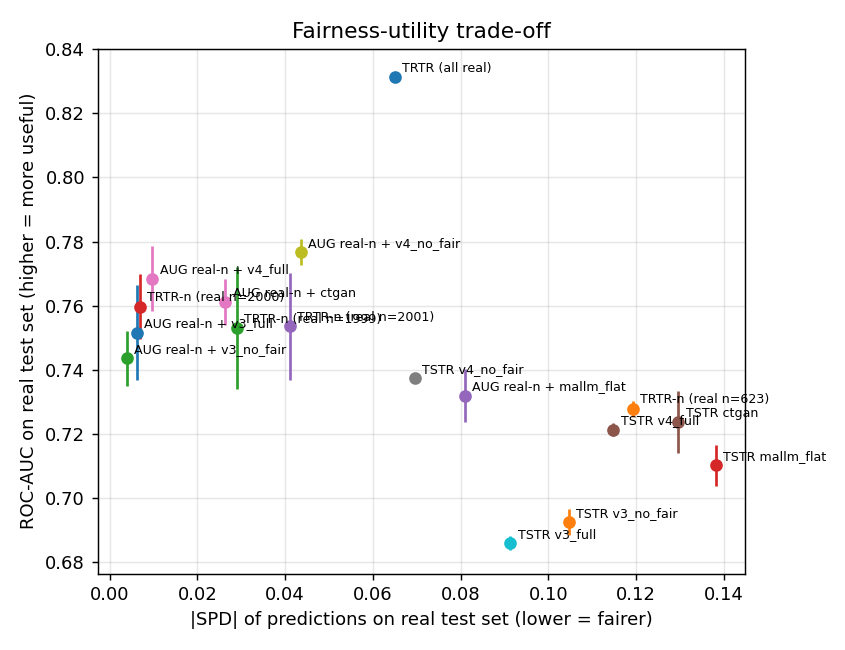 Fairness-utility trade-off
ROC-AUC on real test set (higher = more useful)
0.84
0.82
0.80
0.78
0.76
0.74
0.72
0.70
0.68
TRTR (all real)
AUG real-n + v4_no_fair
AUG real-n + v4_full
AUG real-n + ctgan
TRTR-n (real n=2000)
TRTR-n (real n=1999)
TRTR-n (real n=2001)
AUG real-n + v3_full
AUG real-n + v3_no_fair
TSTR v4_no_fair
AUG real-n + mallm_flat
TRTR-n (real n=623)
TSTR ctgan
TSTR v4_full
TSTR mallm_flat
TSTR v3_no_fair
TSTR v3_full
0.00 0.02 0.04 0.06 0.08 0.10 0.12 0.14
|SPD| of predictions on real test set (lower = fairer)